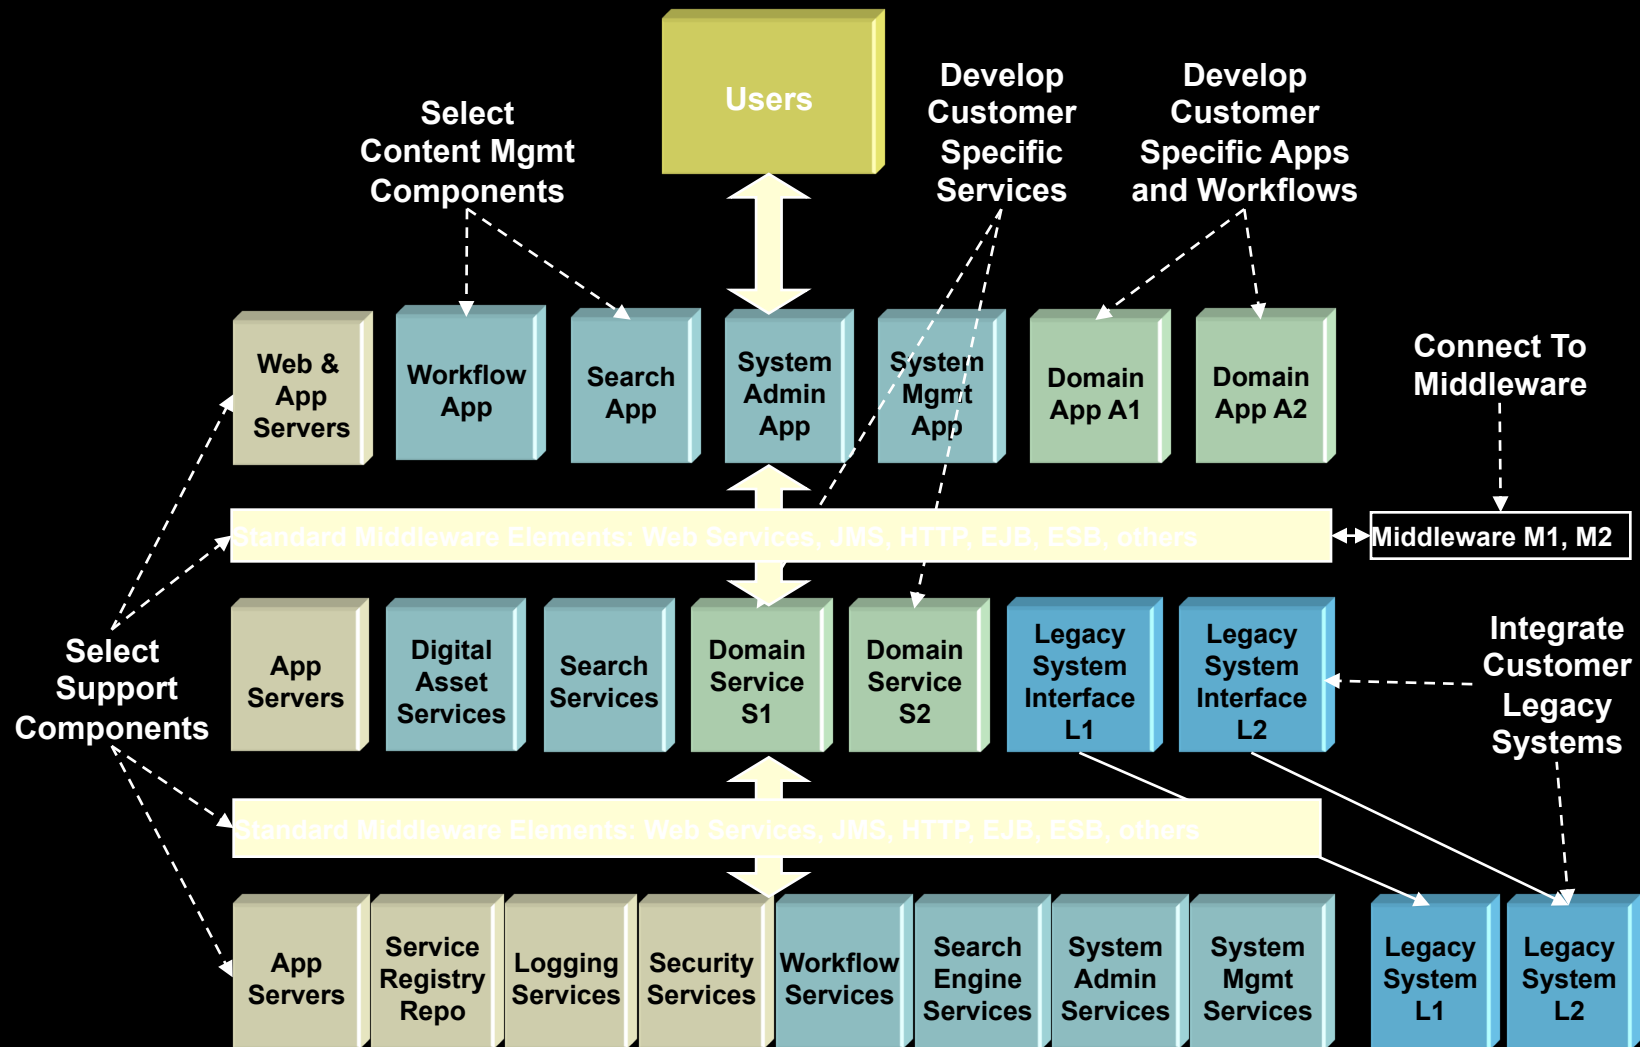 Users
Select
Content Mgmt
Components
Develop
Customer
Specific
Services
Develop
Customer
Specific Apps
and Workflows
Web &
App
Servers
Workflow
App
Search
App
System
Admin
App
System
Mgmt
App
Domain
App A1
Domain
App A2
Connect To
Middleware
Standard Middleware Elements: Web Services, JMS, HTTP, EJB, ESB, others
Middleware M1, M2
Select
Support
Components
App
Servers
Digital
Asset
Services
Search
Services
Domain
Service
S1
Domain
Service
S2
Legacy
System
Interface
L1
Legacy
System
Interface
L2
Integrate
Customer
Legacy
Systems
Standard Middleware Elements: Web Services, JMS, HTTP, EJB, ESB, others
App
Servers
Service
Registry
Repo
Logging
Services
Security
Services
Workflow
Services
Search
Engine
Services
System
Admin
Services
System
Mgmt
Services
Legacy
System
L1
Legacy
System
L2